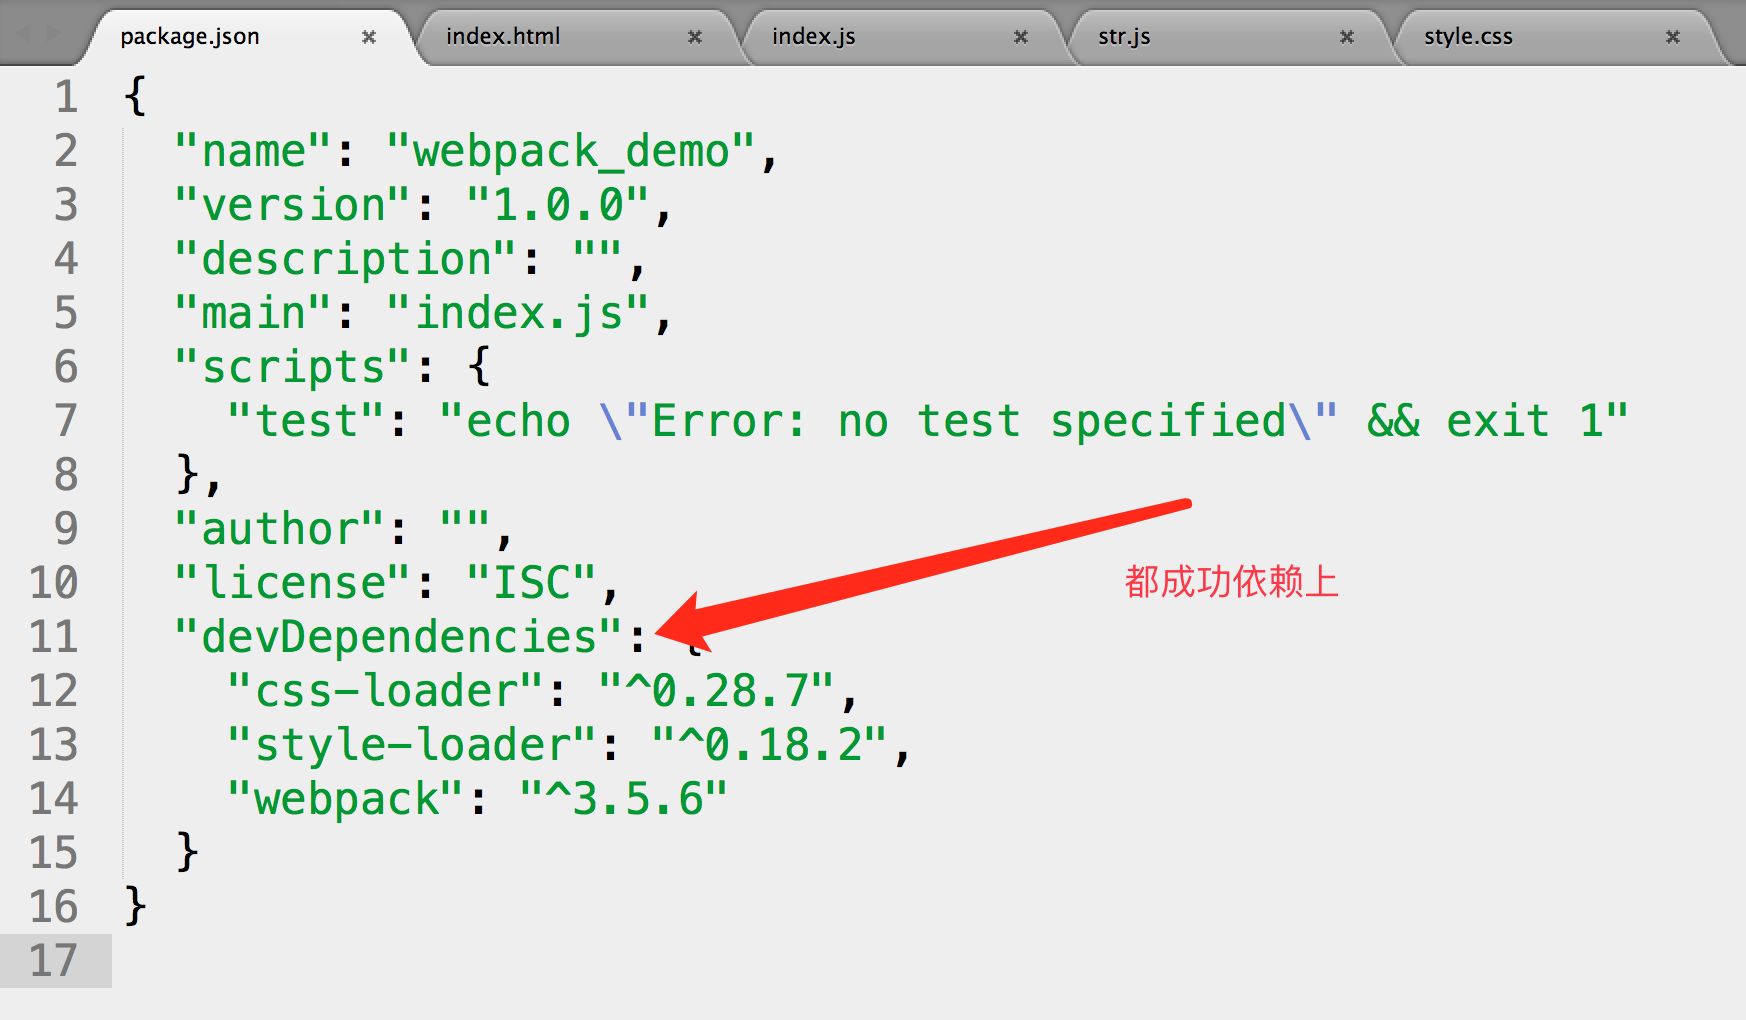 package.json index.html index.js str.js style.css
1 {
2 "name": "webpack_demo",
3 "version": "1.0.0",
4 "description": "",
5 "main": "index.js",
6 "scripts": {
7 "test": "echo \"Error: no test specified\" && exit 1"
8 },
9 "author": "",
10 "license": "ISC",
都成功依赖上
11 "devDependencies": {
12 "css-loader": "^0.28.7",
13 "style-loader": "^0.18.2",
14 "webpack": "^3.5.6"
15 }
16 }
17